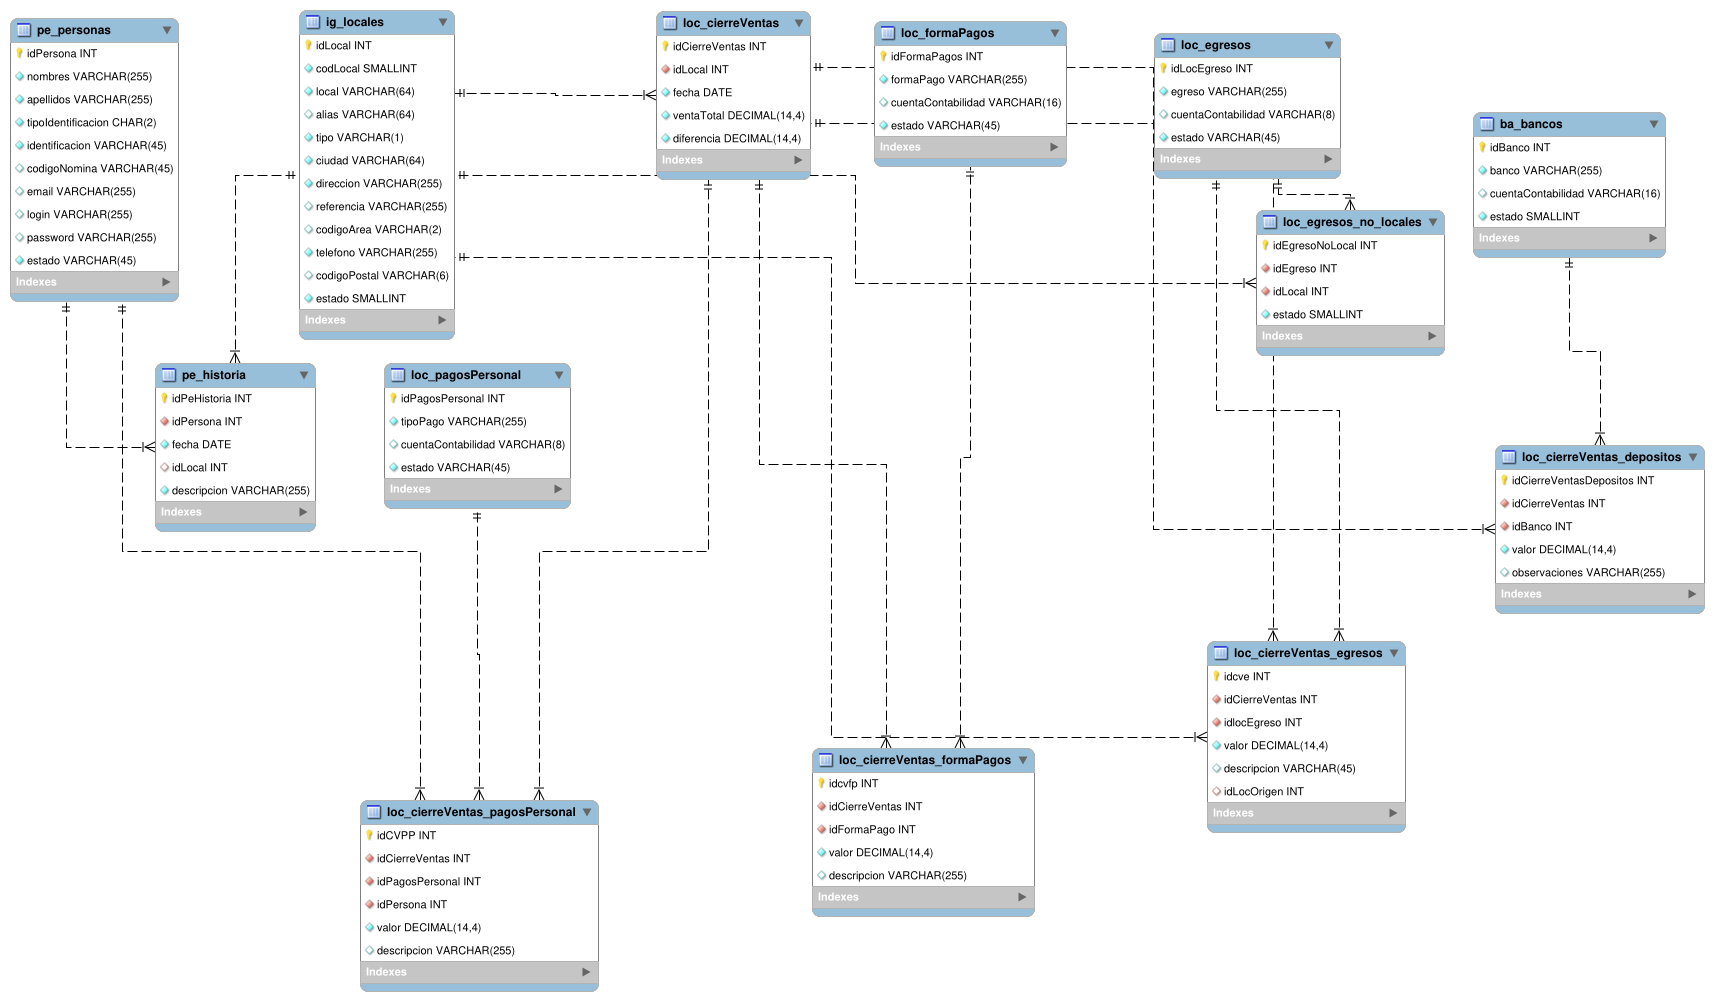 pe_personas
idPersona INT
nombres VARCHAR(255)
apellidos VARCHAR(255)
tipoIdentificacion CHAR(2)
identificacion VARCHAR(45)
codigoNomina VARCHAR(45)
email VARCHAR(255)
login VARCHAR(255)
password VARCHAR(255)
estado VARCHAR(45)
Indexes
ig_locales
idLocal INT
codLocal SMALLINT
local VARCHAR(64)
alias VARCHAR(64)
tipo VARCHAR(1)
ciudad VARCHAR(64)
direccion VARCHAR(255)
referencia VARCHAR(255)
codigoArea VARCHAR(2)
telefono VARCHAR(255)
codigoPostal VARCHAR(6)
estado SMALLINT
Indexes
loc_cierreVentas
idCierreVentas INT
idLocal INT
fecha DATE
ventaTotal DECIMAL(14,4)
diferencia DECIMAL(14,4)
Indexes
loc_formaPagos
idFormaPagos INT
formaPago VARCHAR(255)
cuentaContabilidad VARCHAR(16)
estado VARCHAR(45)
Indexes
loc_egresos
idLocEgreso INT
egreso VARCHAR(255)
cuentaContabilidad VARCHAR(8)
estado VARCHAR(45)
Indexes
ba_bancos
idBanco INT
banco VARCHAR(255)
cuentaContabilidad VARCHAR(16)
estado SMALLINT
Indexes
loc_egresos_no_locales
idEgresoNoLocal INT
idEgreso INT
idLocal INT
estado SMALLINT
Indexes
pe_historia
idPeHistoria INT
idPersona INT
fecha DATE
idLocal INT
descripcion VARCHAR(255)
Indexes
loc_pagosPersonal
idPagosPersonal INT
tipoPago VARCHAR(255)
cuentaContabilidad VARCHAR(8)
estado VARCHAR(45)
Indexes
loc_cierreVentas_depositos
idCierreVentasDepositos INT
idCierreVentas INT
idBanco INT
valor DECIMAL(14,4)
observaciones VARCHAR(255)
Indexes
loc_cierreVentas_egresos
idcve INT
idCierreVentas INT
idlocEgreso INT
valor DECIMAL(14,4)
descripcion VARCHAR(45)
idLocOrigen INT
Indexes
loc_cierreVentas_formaPagos
idcvfp INT
idCierreVentas INT
idFormaPago INT
valor DECIMAL(14,4)
descripcion VARCHAR(255)
Indexes
loc_cierreVentas_pagosPersonal
idCVPP INT
idCierreVentas INT
idPagosPersonal INT
idPersona INT
valor DECIMAL(14,4)
descripcion VARCHAR(255)
Indexes